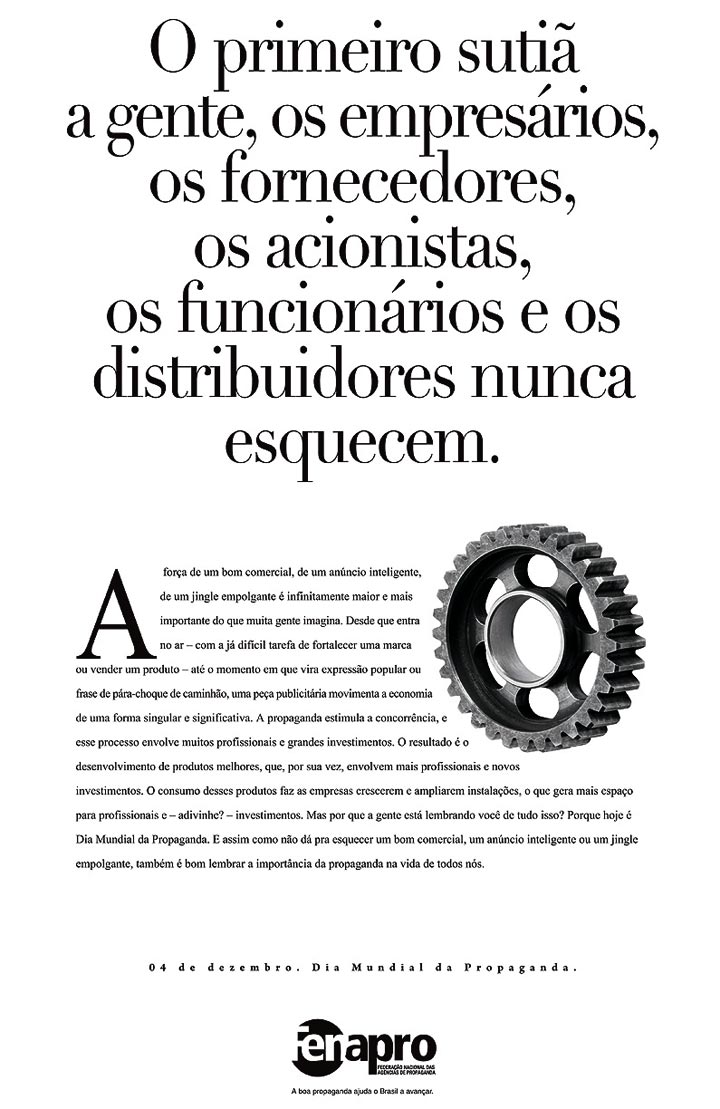 O primeiro sutiã
a gente, os empresários,
os fornecedores,
os acionistas,
os funcionários e os
distribuidores nunca
esquecem.
A força de um bom comercial, de um anúncio inteligente,
de um jingle empolgante é infinitamente maior e mais
importante do que muita gente imagina. Desde que entra
no ar – com a já difícil tarefa de fortalecer uma marca
ou vender um produto – até o momento em que vira expressão popular ou
frase de pára-choque de caminhão, uma peça publicitária movimenta a economia
de uma forma singular e significativa. A propaganda estimula a concorrência, e
esse processo envolve muitos profissionais e grandes investimentos. O resultado é o
desenvolvimento de produtos melhores, que, por sua vez, envolvem mais profissionais e novos
investimentos. O consumo desses produtos faz as empresas crescerem e ampliarem instalações, o que gera mais espaço
para profissionais e – adivinhe? – investimentos. Mas por que a gente está lembrando você de tudo isso? Porque hoje é
Dia Mundial da Propaganda. E assim como não dá pra esquecer um bom comercial, um anúncio inteligente ou um jingle
empolgante, também é bom lembrar a importância da propaganda na vida de todos nós.
04 de dezembro. Dia Mundial da Propaganda.
fenapro
FEDERAÇÃO NACIONAL DAS
AGÊNCIAS DE PROPAGANDA
A boa propaganda ajuda o Brasil a avançar.